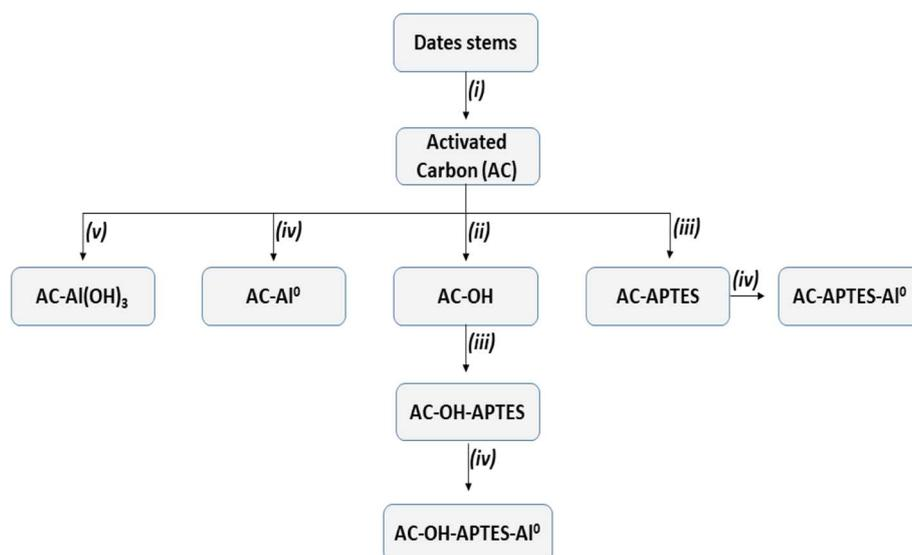 Dates stems
(i)
Activated
Carbon (AC)
(v)
(iv)
(ii)
(iii)
AC-Al(OH)₃
AC-Al⁰
AC-OH
AC-APTES
(iv)
AC-APTES-Al⁰
(iii)
AC-OH-APTES
(iv)
AC-OH-APTES-Al⁰